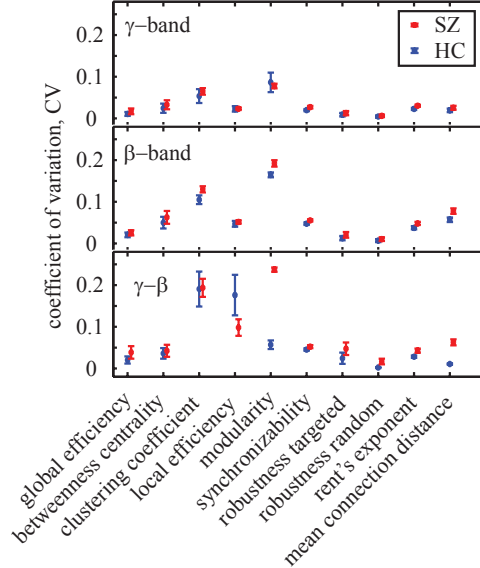 γ−band
SZ
HC
0.2
0.1
0
β−band
0.2
0.1
0
γ−β
0.2
0.1
0
coefficient of variation, CV
global efficiency
betweenness centrality
clustering coefficient
local efficiency
modularity
synchronizability
robustness targeted
robustness random
rent's exponent
mean connection distance